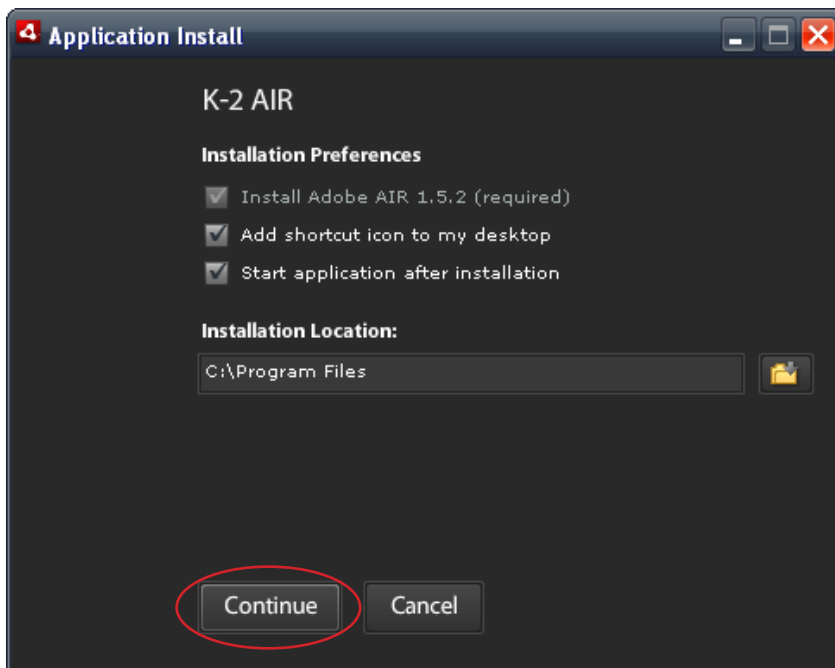 Application Install
K-2 AIR
Installation Preferences
Install Adobe AIR 1.5.2 (required)
Add shortcut icon to my desktop
Start application after installation
Installation Location:
C:\Program Files
Continue
Cancel